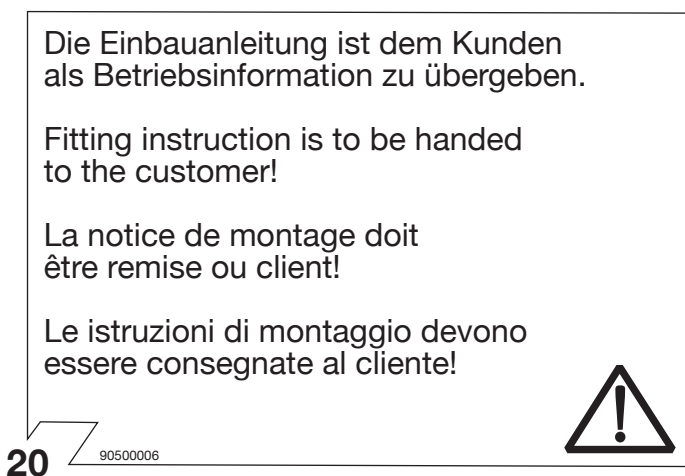 Die Einbauanleitung ist dem Kunden
als Betriebsinformation zu übergeben.
Fitting instruction is to be handed
to the customer!
La notice de montage doit
être remise ou client!
Le istruzioni di montaggio devono
essere consegnate al cliente!
20
90500006